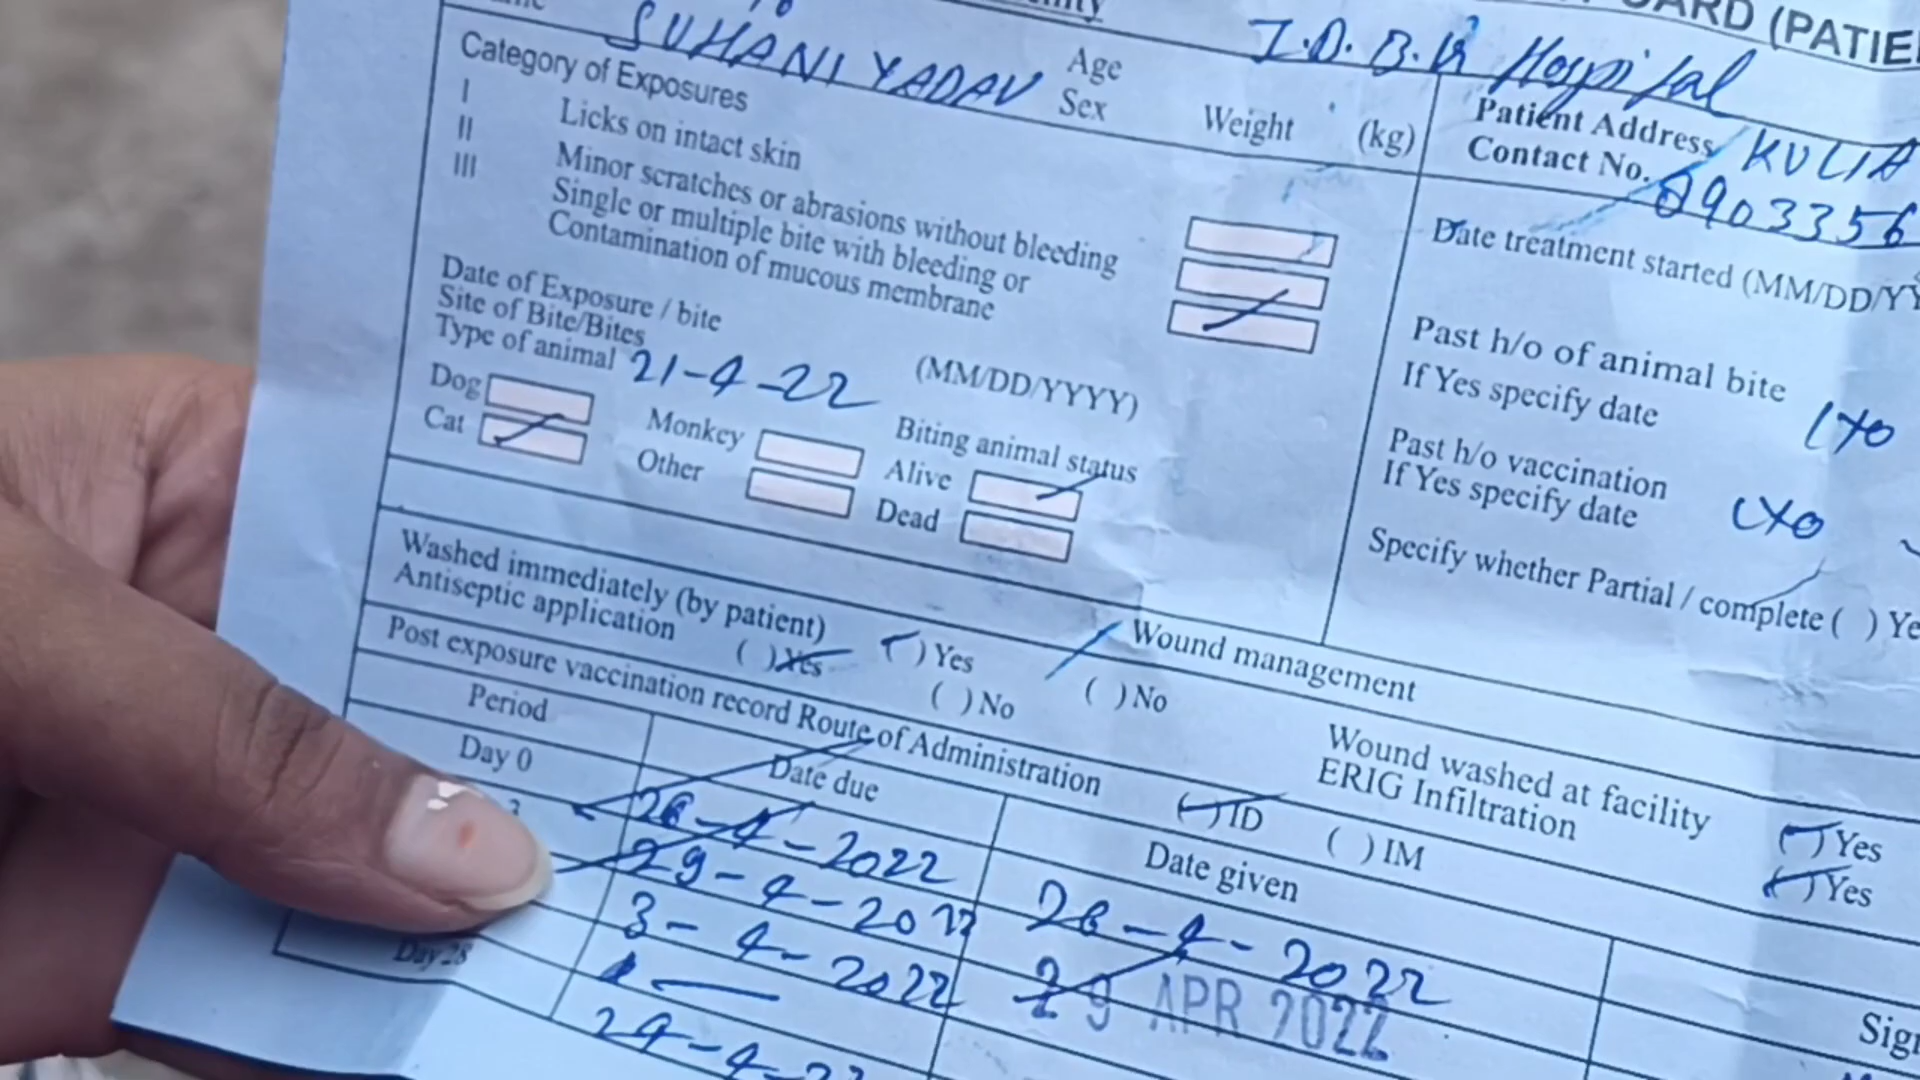 CARD (PATIE
I.D. & B.G Hospital
SUHANI YADAV
Age
Sex
Weight (kg)
Category of Exposures
I Licks on intact skin
II Minor scratches or abrasions without bleeding
III Single or multiple bite with bleeding or
Contamination of mucous membrane
Date of Exposure / bite
Site of Bite/Bites
21-4-22 (MM/DD/YYYY)
Type of animal
Dog
Cat
Monkey
Other
Biting animal status
Alive
Dead
Patient Address KULIA
Contact No. 8903356
Date treatment started (MM/DD/YY
Past h/o of animal bite
If Yes specify date
Past h/o vaccination
If Yes specify date
Specify whether Partial / complete ( ) Ye
Wound management
Washed immediately (by patient) ( ) Yes ( ) No
Antiseptic application ( ) Yes ( ) No
Wound washed at facility ( ) Yes
ERIG Infiltration ( ) Yes
Post exposure vaccination record Route of Administration ( ) ID ( ) IM
Period Date due Date given Sign
Day 0 26-4-2022 26-4-2022
3 29-4-2022 29 APR 2022
3-4-2022
Day 28 24-4-22